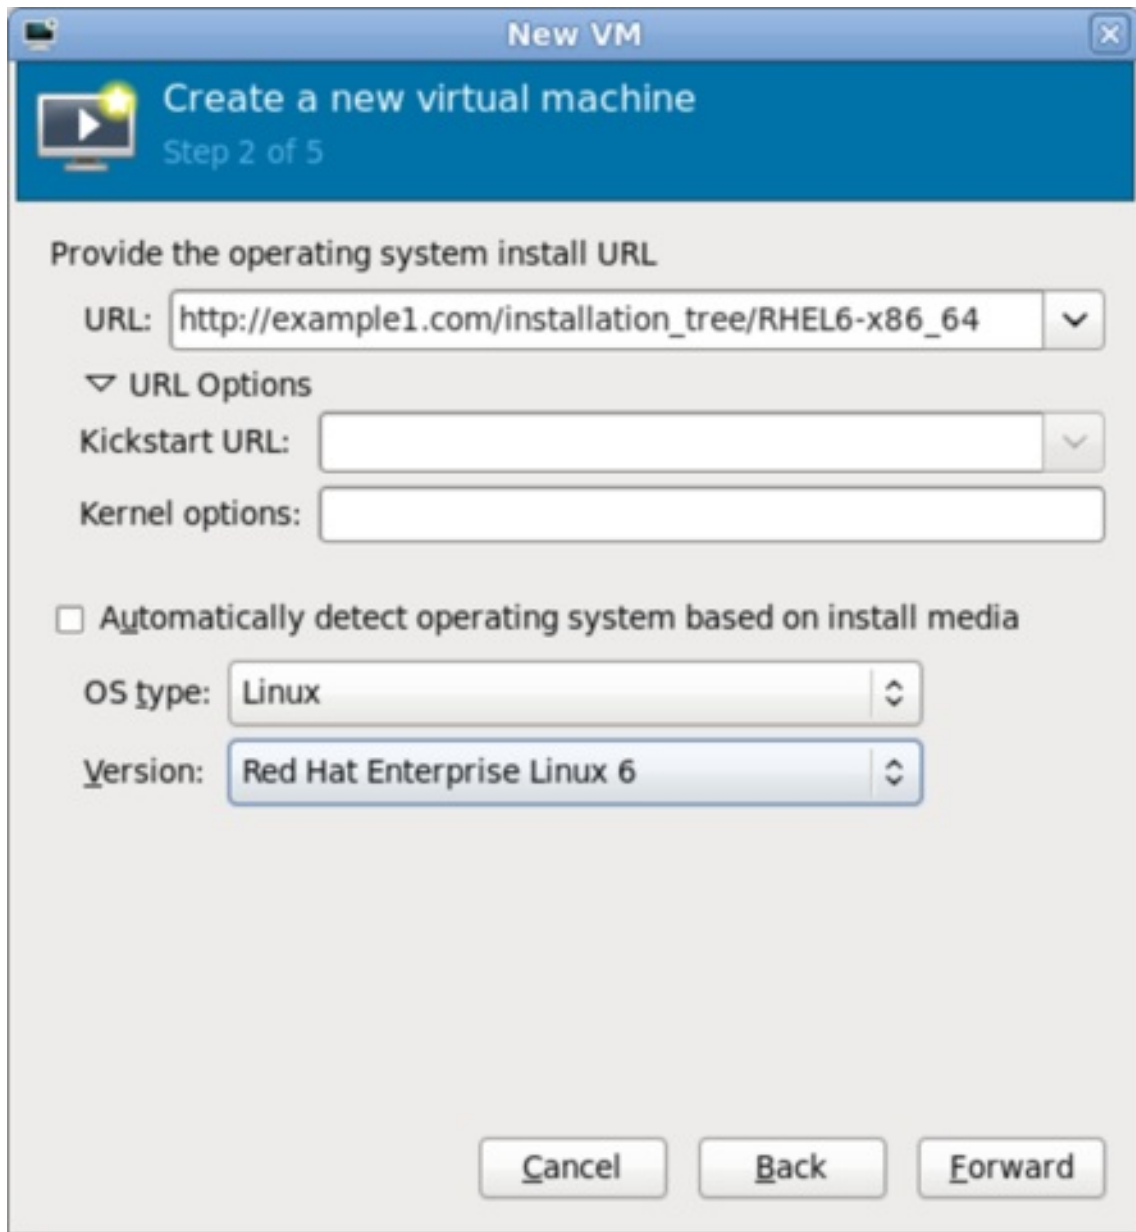 New VM
Create a new virtual machine
Step 2 of 5
Provide the operating system install URL
URL: http://example1.com/installation_tree/RHEL6-x86_64
URL Options
Kickstart URL:
Kernel options:
Automatically detect operating system based on install media
OS type: Linux
Version: Red Hat Enterprise Linux 6
Cancel Back Forward